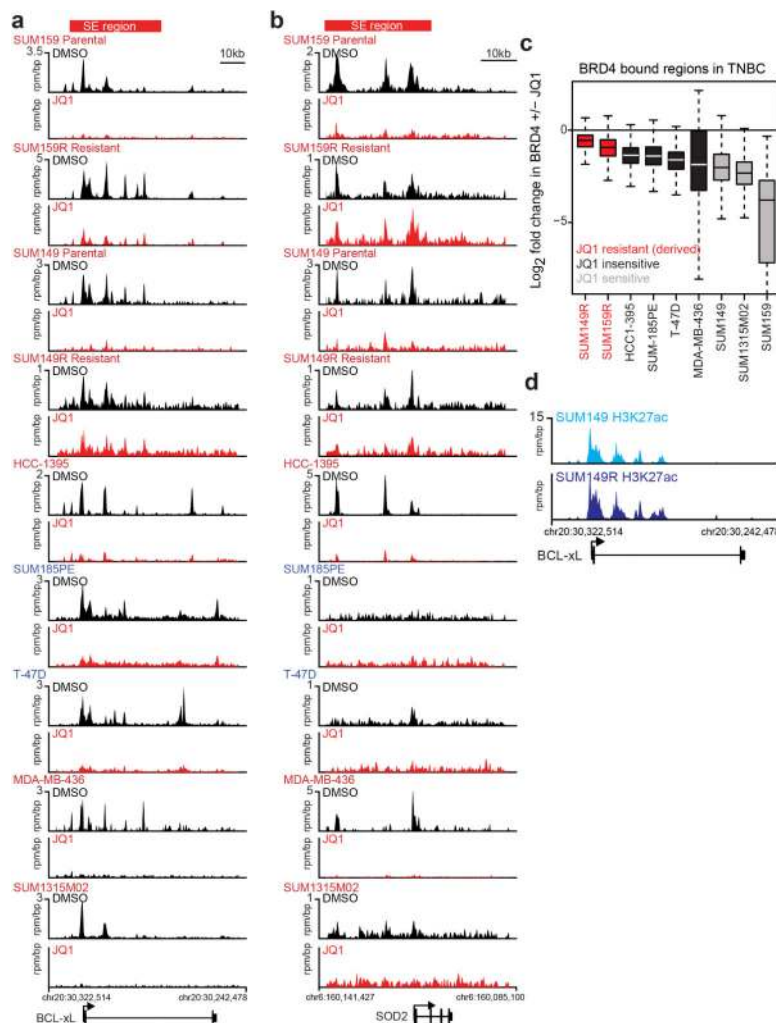 a
SE region
SUM159 Parental
3.5
DMSO
10kb
rpm/bp
JQ1
rpm/bp
SUM159R Resistant
5
DMSO
rpm/bp
JQ1
rpm/bp
SUM149 Parental
3
DMSO
rpm/bp
JQ1
rpm/bp
SUM149R Resistant
1
DMSO
rpm/bp
JQ1
rpm/bp
HCC-1395
2
DMSO
rpm/bp
JQ1
rpm/bp
SUM185PE
3
DMSO
rpm/bp
JQ1
rpm/bp
T-47D
3
DMSO
rpm/bp
JQ1
rpm/bp
MDA-MB-436
3
DMSO
rpm/bp
JQ1
rpm/bp
SUM1315M02
3
DMSO
rpm/bp
JQ1
rpm/bp
chr20:30,322,514
chr20:30,242,478
BCL-xL
b
SE region
SUM159 Parental
2
DMSO
10kb
rpm/bp
JQ1
rpm/bp
SUM159R Resistant
1
DMSO
rpm/bp
JQ1
rpm/bp
SUM149 Parental
3
DMSO
rpm/bp
JQ1
rpm/bp
SUM149R Resistant
1
DMSO
rpm/bp
JQ1
rpm/bp
HCC-1395
5
DMSO
rpm/bp
JQ1
rpm/bp
SUM185PE
1
DMSO
rpm/bp
JQ1
rpm/bp
T-47D
1
DMSO
rpm/bp
JQ1
rpm/bp
MDA-MB-436
5
DMSO
rpm/bp
JQ1
rpm/bp
SUM1315M02
1
DMSO
rpm/bp
JQ1
rpm/bp
chr6:160,141,427
chr6:160,085,100
SOD2
c
BRD4 bound regions in TNBC
Log2 fold change in BRD4 +/− JQ1
0
−5
JQ1 resistant (derived)
JQ1 insensitive
JQ1 sensitive
SUM149R
SUM159R
HCC1-395
SUM-185PE
T-47D
MDA-MB-436
SUM149
SUM1315M02
SUM159
d
SUM149 H3K27ac
15
rpm/bp
SUM149R H3K27ac
rpm/bp
chr20:30,322,514
chr20:30,242,478
BCL-xL